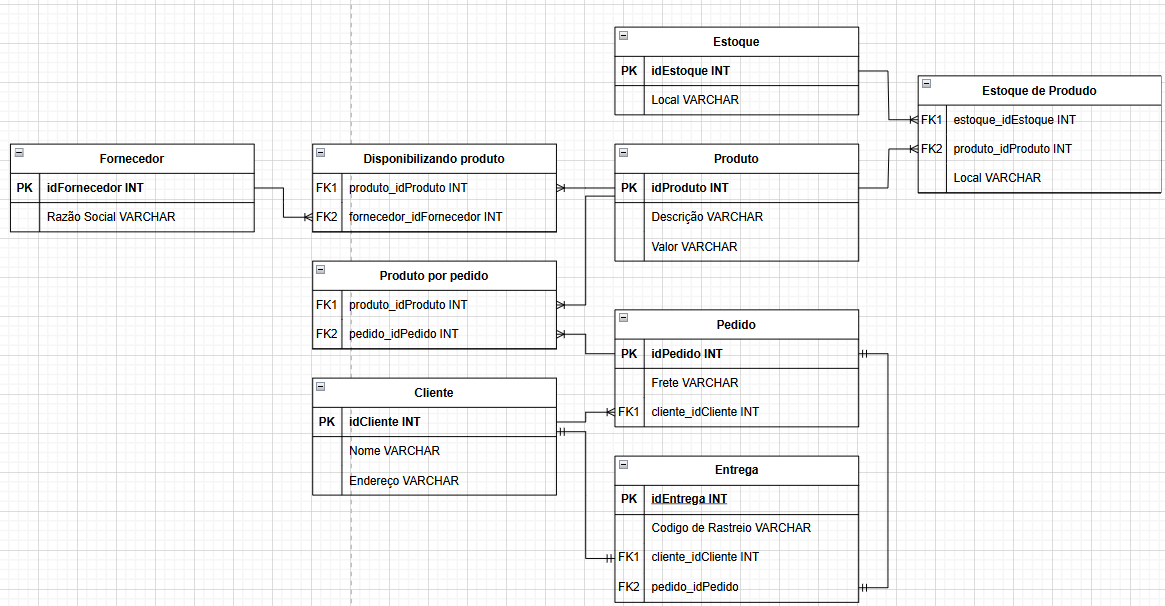 Estoque
PK idEstoque INT
Local VARCHAR
Estoque de Produdo
FK1 estoque_idEstoque INT
FK2 produto_idProduto INT
Local VARCHAR
Fornecedor
PK idFornecedor INT
Razão Social VARCHAR
Disponibilizando produto
FK1 produto_idProduto INT
FK2 fornecedor_idFornecedor INT
Produto
PK idProduto INT
Descrição VARCHAR
Valor VARCHAR
Produto por pedido
FK1 produto_idProduto INT
FK2 pedido_idPedido INT
Pedido
PK idPedido INT
Frete VARCHAR
FK1 cliente_idCliente INT
Cliente
PK idCliente INT
Nome VARCHAR
Endereço VARCHAR
Entrega
PK idEntrega INT
Codigo de Rastreio VARCHAR
FK1 cliente_idCliente INT
FK2 pedido_idPedido